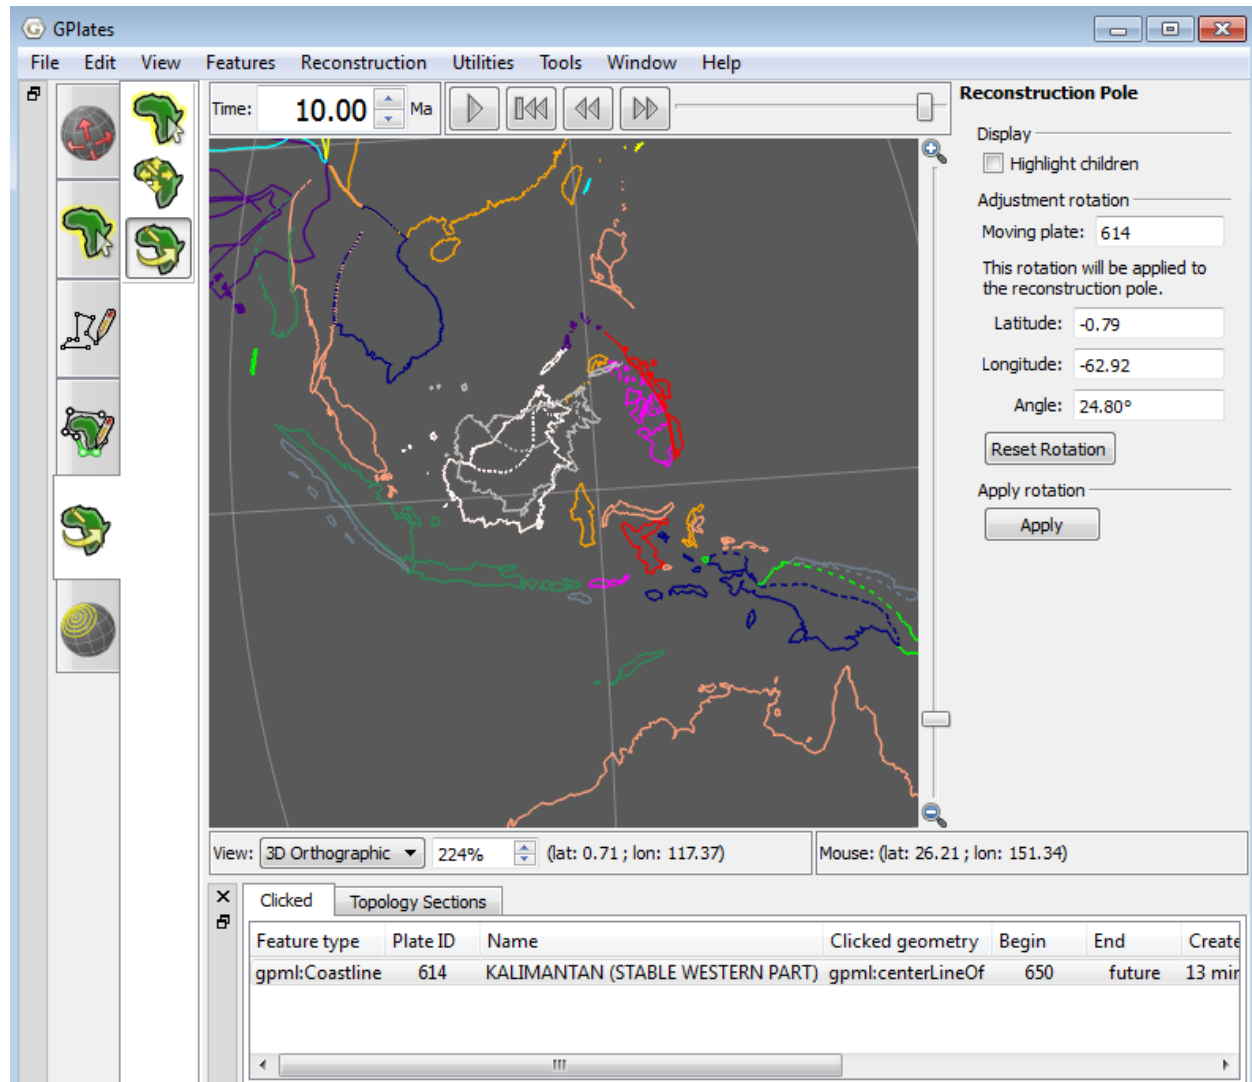 GPlates
File Edit View Features Reconstruction Utilities Tools Window Help
Time: 10.00 Ma
Reconstruction Pole
Display
Highlight children
Adjustment rotation
Moving plate: 614
This rotation will be applied to
the reconstruction pole.
Latitude: -0.79
Longitude: -62.92
Angle: 24.80°
Reset Rotation
Apply rotation
Apply
View: 3D Orthographic 224% (lat: 0.71 ; lon: 117.37) Mouse: (lat: 26.21 ; lon: 151.34)
Clicked Topology Sections
Feature type Plate ID Name Clicked geometry Begin End Create
gpml:Coastline 614 KALIMANTAN (STABLE WESTERN PART) gpml:centerLineOf 650 future 13 mir